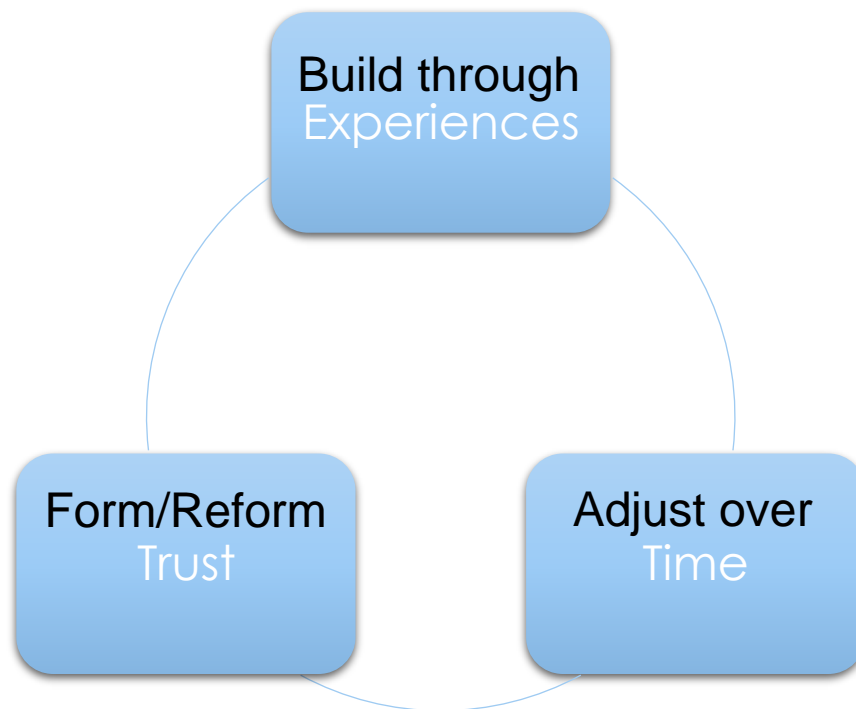 Build through
Experiences
Form/Reform
Trust
Adjust over
Time